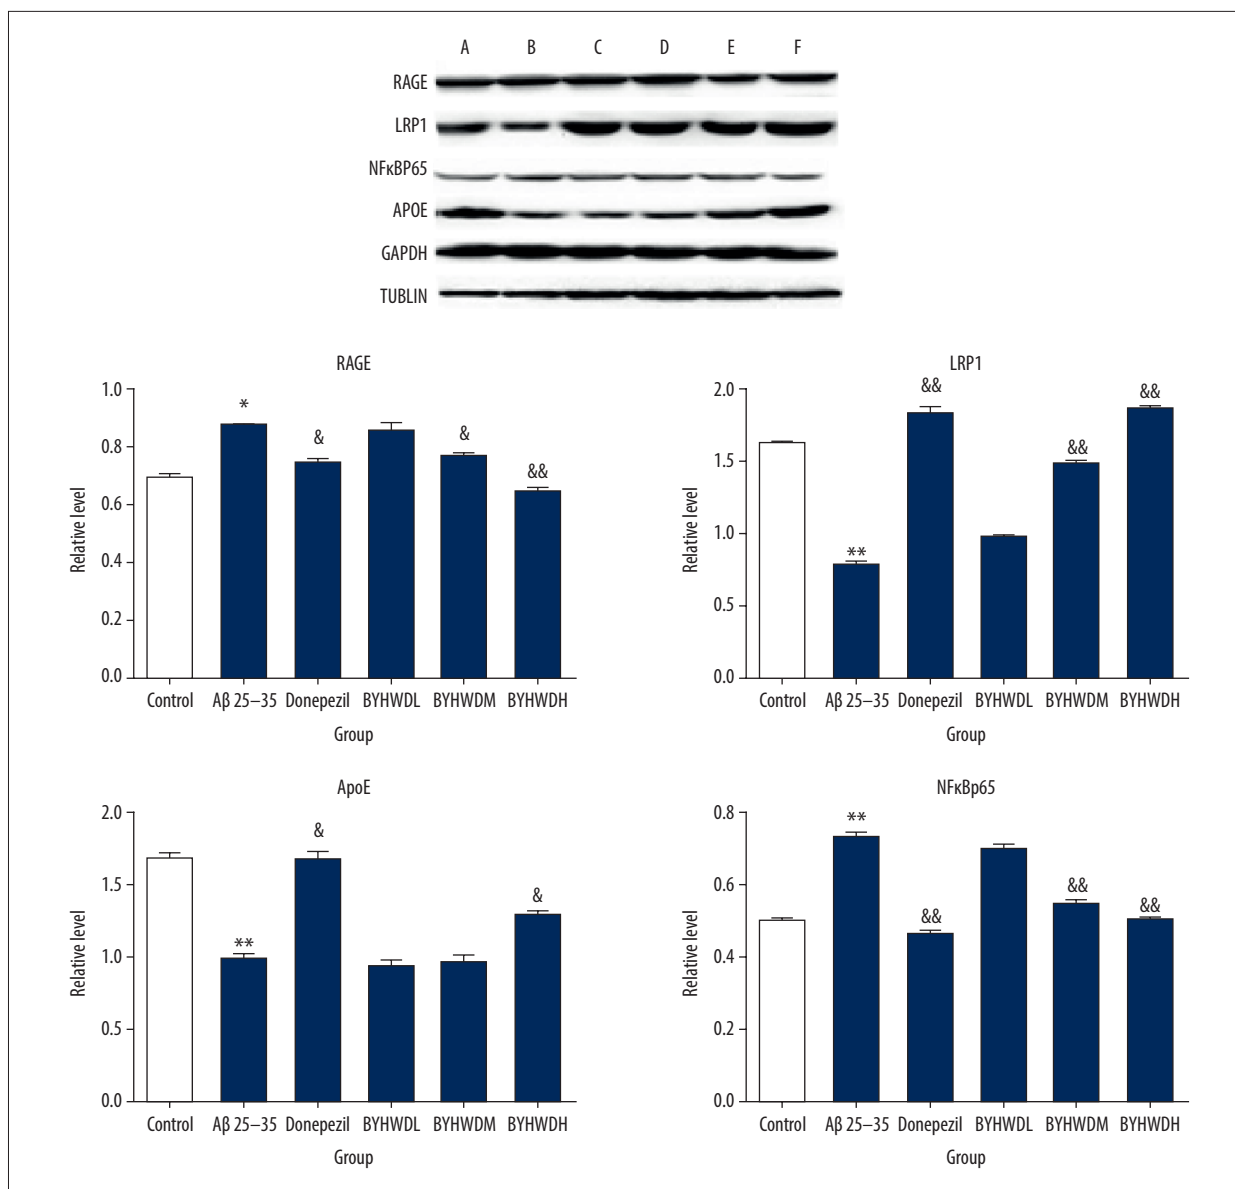 A B C D E F
RAGE
LRP1
NFκBP65
APOE
GAPDH
TUBLIN
RAGE
1.0
0.8
0.6
0.4
0.2
0.0
Relative level
* & & &&
Control Aβ 25–35 Donepezil BYHWDL BYHWDM BYHWDH
Group
LRP1
2.0
1.5
1.0
0.5
0.0
Relative level
** && && &&
Control Aβ 25–35 Donepezil BYHWDL BYHWDM BYHWDH
Group
ApoE
2.0
1.5
1.0
0.5
0.0
Relative level
** & &
Control Aβ 25–35 Donepezil BYHWDL BYHWDM BYHWDH
Group
NFκBp65
0.8
0.6
0.4
0.2
0.0
Relative level
** && && &&
Control Aβ 25–35 Donepezil BYHWDL BYHWDM BYHWDH
Group